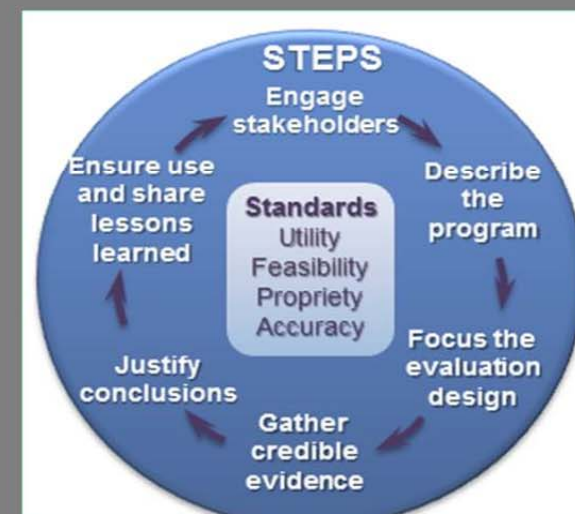 STEPS
Engage
stakeholders
Describe
the
program
Focus the
evaluation
design
Gather
credible
evidence
Justify
conclusions
Ensure use
and share
lessons
learned
Standards
Utility
Feasibility
Propriety
Accuracy